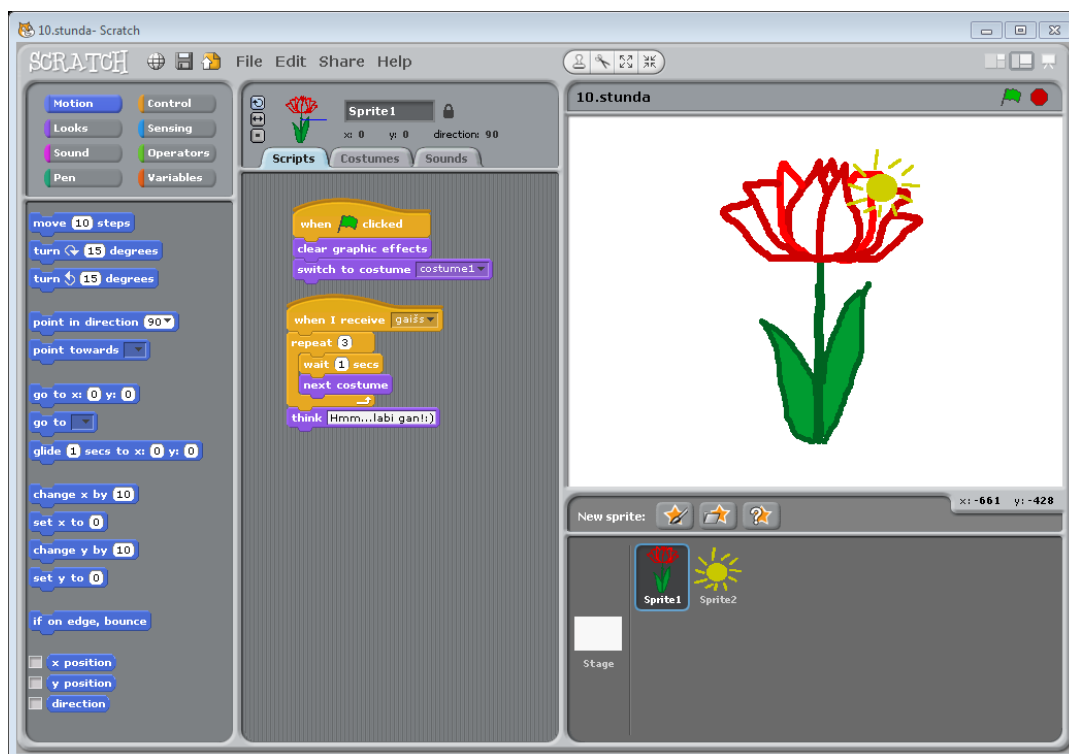 10.stunda- Scratch
SCRATCH File Edit Share Help
Motion Control
Looks Sensing
Sound Operators
Pen Variables
move 10 steps
turn 15 degrees
turn 15 degrees
point in direction 90
point towards
go to x: 0 y: 0
go to
glide 1 secs to x: 0 y: 0
change x by 10
set x to 0
change y by 10
set y to 0
if on edge, bounce
x position
y position
direction
Sprite1
x: 0 y: 0 direction: 90
Scripts Costumes Sounds
when clicked
clear graphic effects
switch to costume costume1
when I receive gaišs
repeat 3
wait 1 secs
next costume
think Hmm...labi gan!:)
10.stunda
x: -661 y: -428
New sprite:
Sprite1 Sprite2
Stage